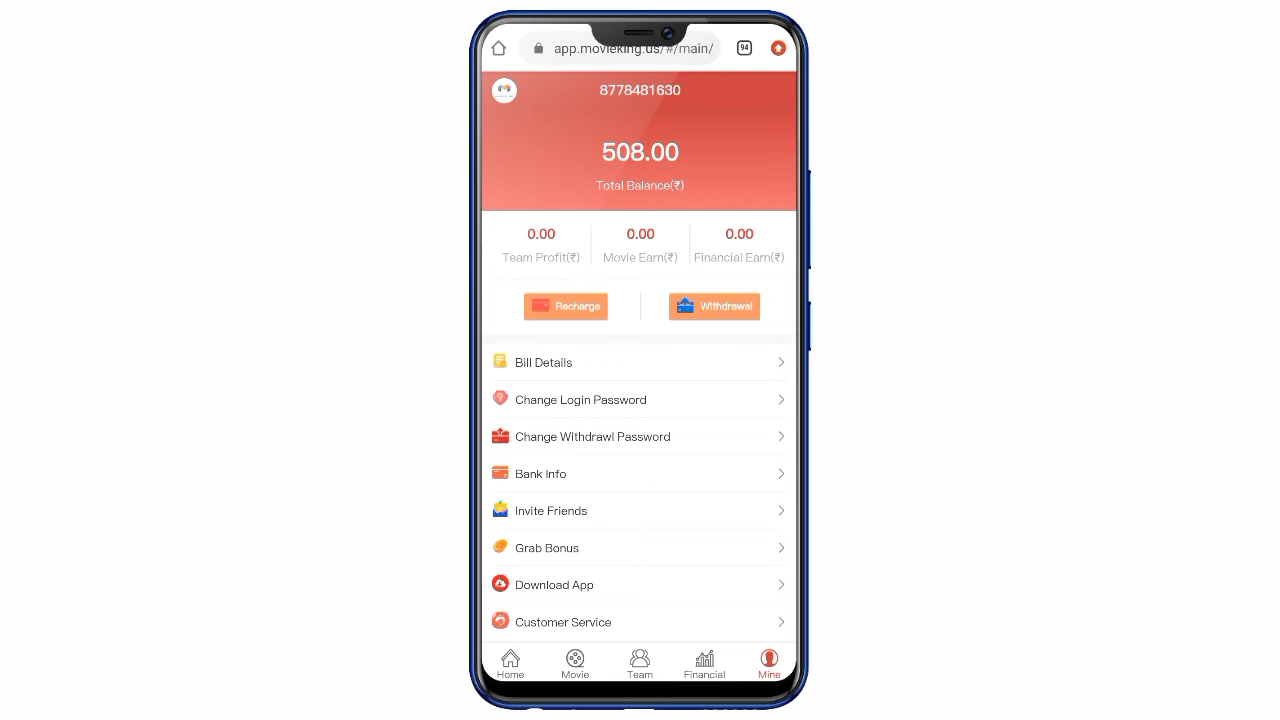 app.movieking.us/#/main/
94
8778481630
508.00
Total Balance(₹)
0.00 0.00 0.00
Team Profit(₹) Movie Earn(₹) Financial Earn(₹)
Recharge Withdrawal
Bill Details
Change Login Password
Change Withdrawl Password
Bank Info
Invite Friends
Grab Bonus
Download App
Customer Service
Home Movie Team Financial Mine